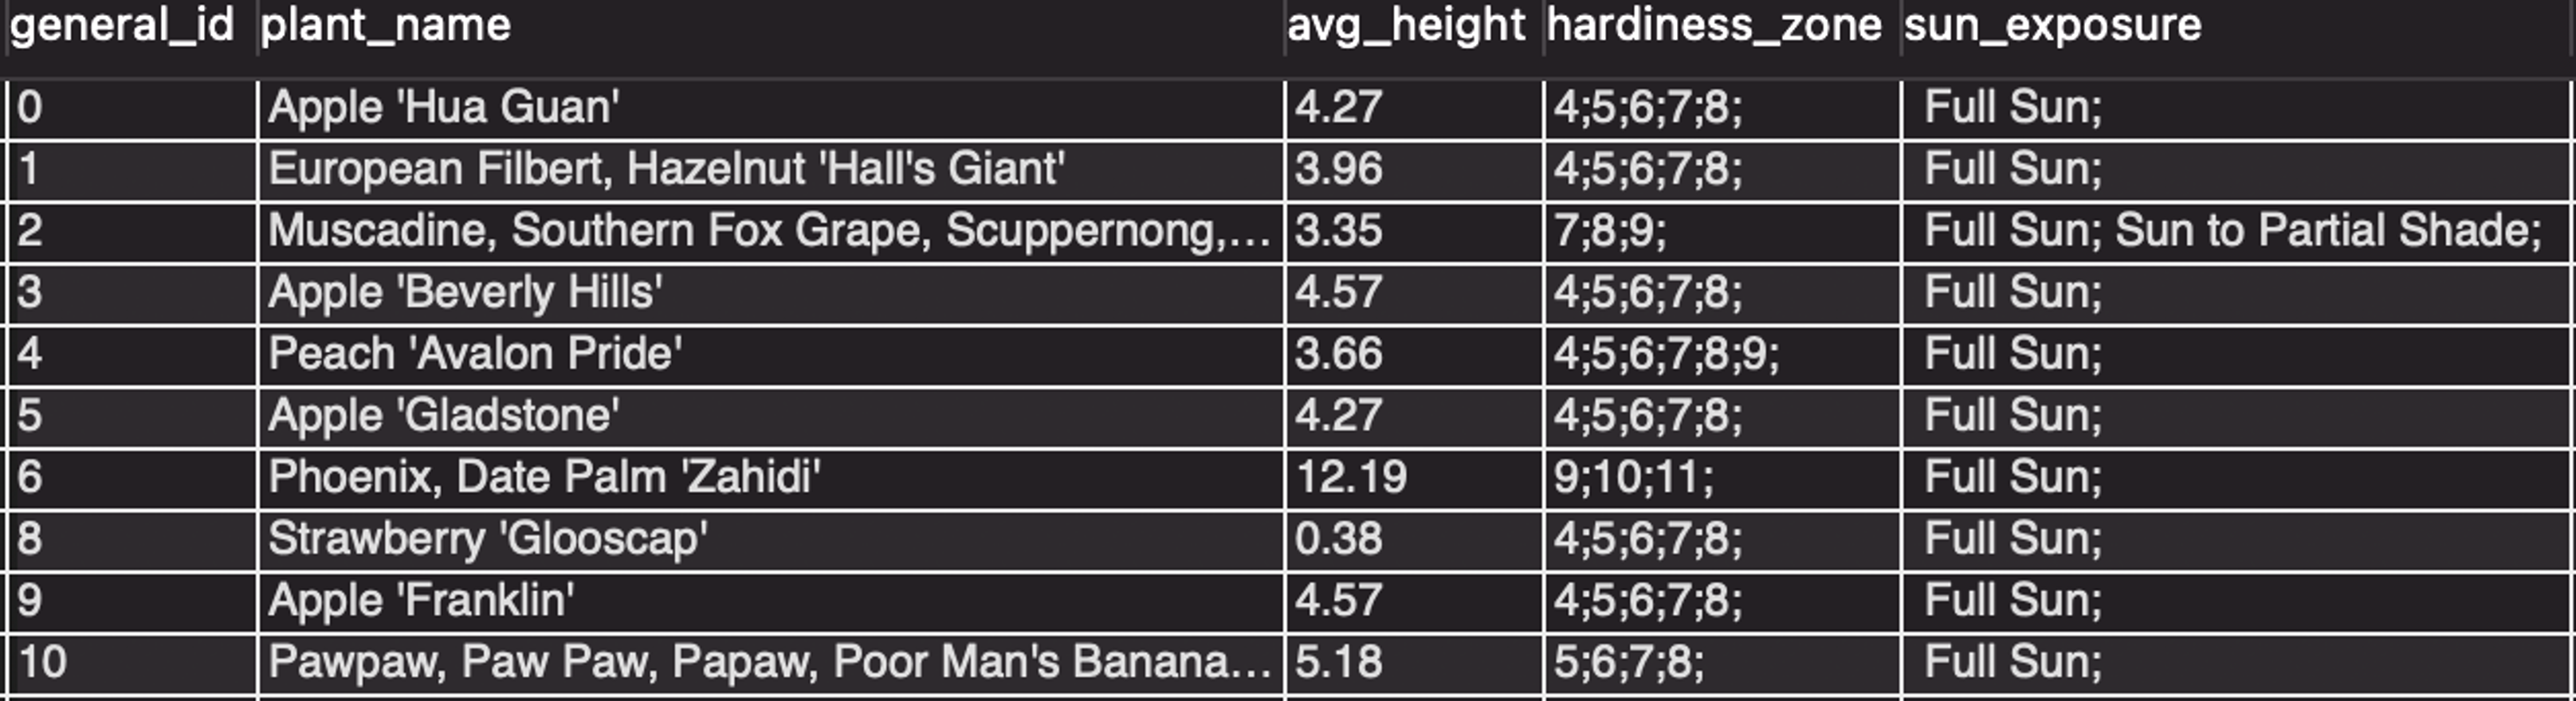 general_id plant_name avg_height hardiness_zone sun_exposure
0 Apple 'Hua Guan' 4.27 4;5;6;7;8; Full Sun;
1 European Filbert, Hazelnut 'Hall's Giant' 3.96 4;5;6;7;8; Full Sun;
2 Muscadine, Southern Fox Grape, Scuppernong,... 3.35 7;8;9; Full Sun; Sun to Partial Shade;
3 Apple 'Beverly Hills' 4.57 4;5;6;7;8; Full Sun;
4 Peach 'Avalon Pride' 3.66 4;5;6;7;8;9; Full Sun;
5 Apple 'Gladstone' 4.27 4;5;6;7;8; Full Sun;
6 Phoenix, Date Palm 'Zahidi' 12.19 9;10;11; Full Sun;
8 Strawberry 'Glooscap' 0.38 4;5;6;7;8; Full Sun;
9 Apple 'Franklin' 4.57 4;5;6;7;8; Full Sun;
10 Pawpaw, Paw Paw, Papaw, Poor Man's Banana... 5.18 5;6;7;8; Full Sun;